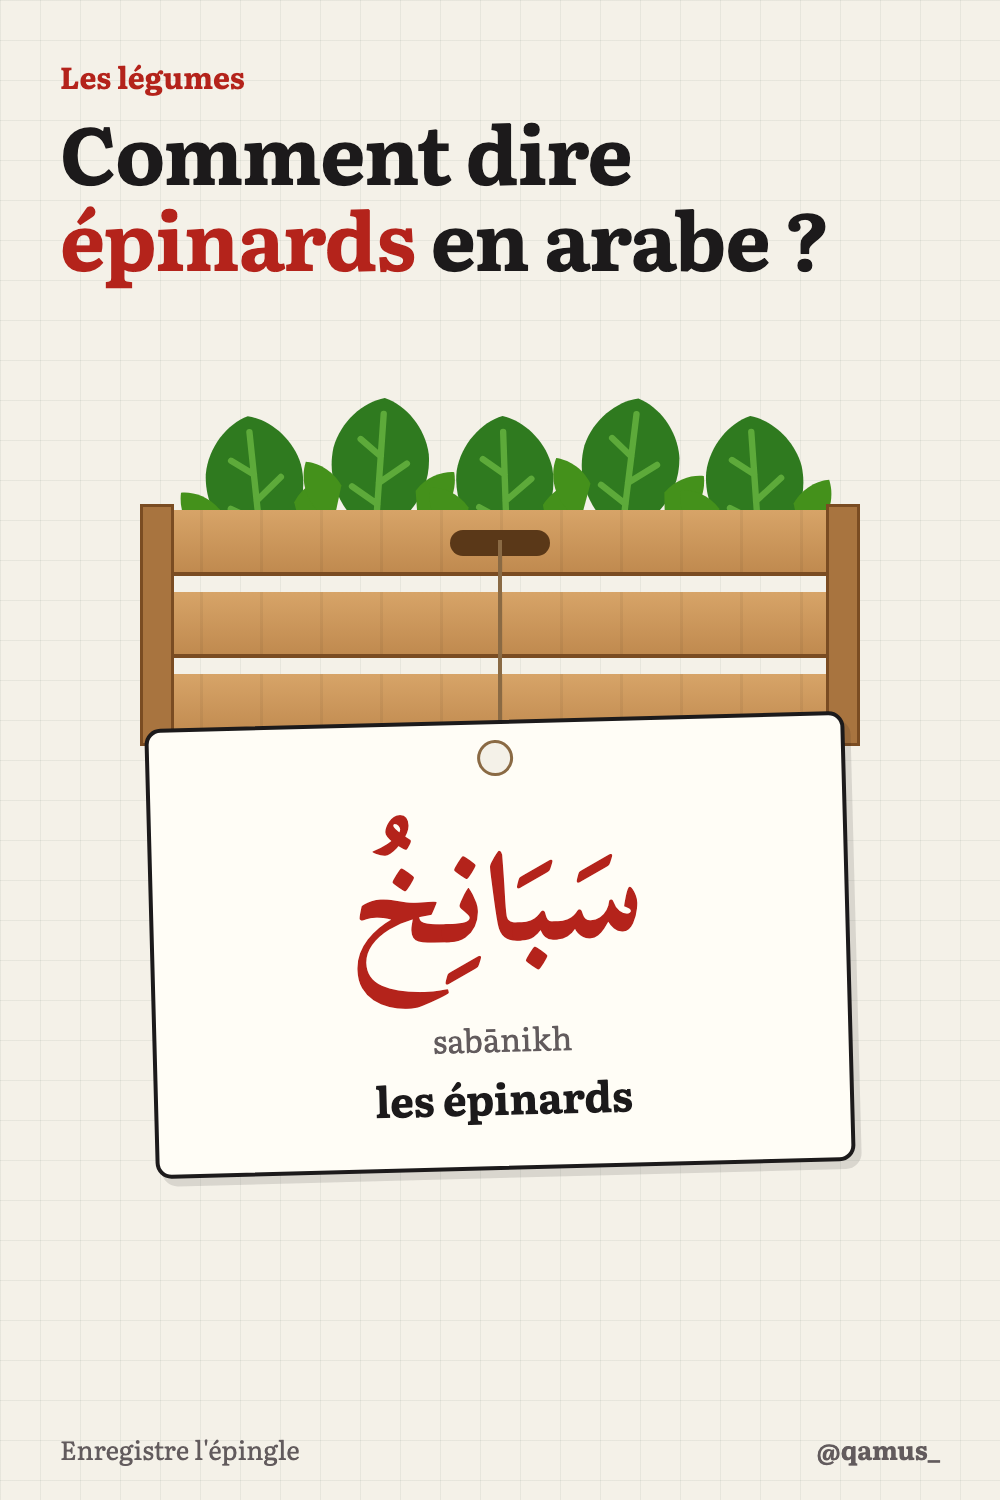 Les légumes
Comment dire
épinards en arabe ?
سَبَانِخُ
sabānikh
les épinards
Enregistre l'épingle
@qamus_